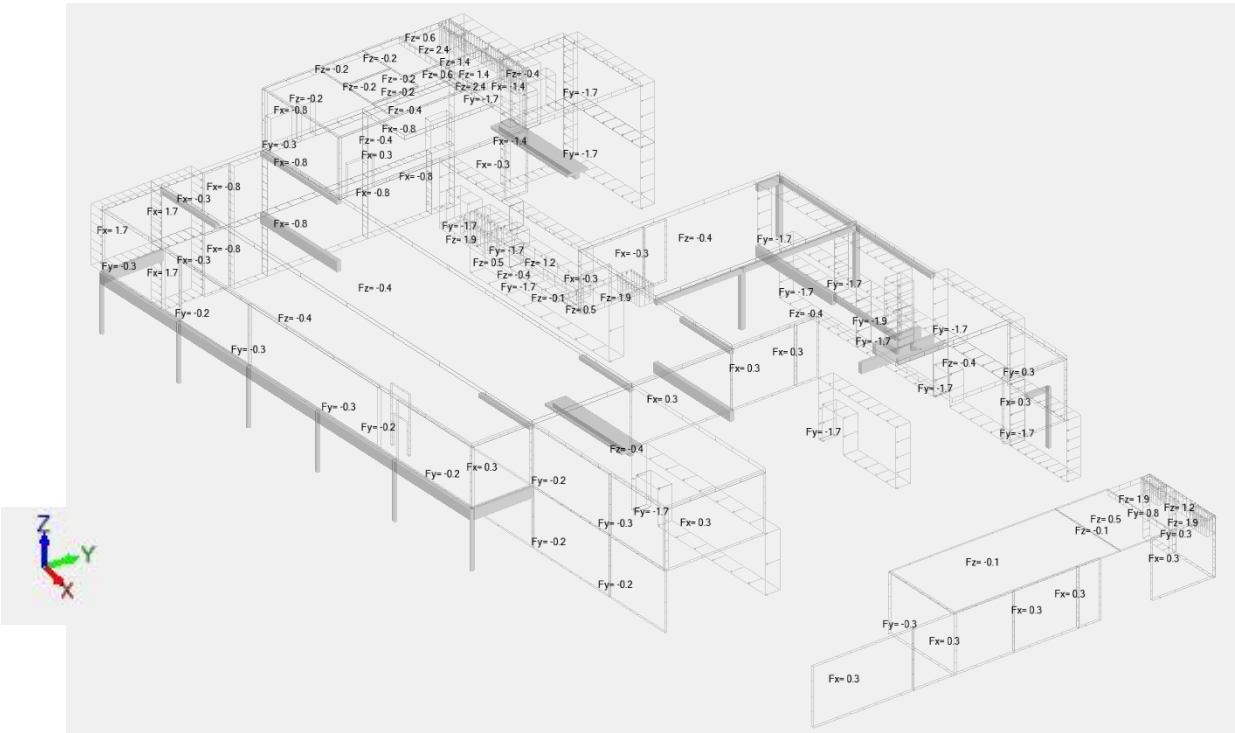 Fz= 0.6
Fz= 2.4
Fz= -0.2
Fz= 1.4
Fz= -0.2
Fz= 0.6
Fz= 1.4
Fz= -0.4
Fz= -0.2
Fz= -0.2
Fz= 2.4
Fx= -1.4
Fz= -0.2
Fy= -1.7
Fy= -1.7
Fz= -0.2
Fx= -0.8
Fz= -0.4
Fx= -0.8
Fy= -0.3
Fz= -0.4
Fx= -1.4
Fx= 0.3
Fy= -1.7
Fx= -0.8
Fx= -0.3
Fx= -0.8
Fx= -0.8
Fx= -0.8
Fx= -0.3
Fx= 1.7
Fx= -0.8
Fx= 1.7
Fy= -1.7
Fz= 1.9
Fz= -0.4
Fy= -1.7
Fx= -0.8
Fy= -1.7
Fx= -0.3
Fx= -0.3
Fy= -0.3
Fx= 1.7
Fz= 0.5
Fz= 1.2
Fz= -0.4
Fx= -0.3
Fy= -1.7
Fz= -0.4
Fy= -1.7
Fy= -1.7
Fz= -0.1
Fz= 1.9
Fz= 0.5
Fy= -0.2
Fz= -0.4
Fz= -0.4
Fy= -1.9
Fy= -1.7
Fy= -1.7
Fy= -0.3
Fx= 0.3
Fx= 0.3
Fz= -0.4
Fy= 0.3
Fy= -1.7
Fx= 0.3
Fx= 0.3
Fy= -0.3
Fy= -0.2
Fy= -1.7
Fy= -1.7
Fz= -0.4
Fx= 0.3
Fy= -0.2
Fy= -0.2
Fy= -1.7
Fy= -0.3
Fx= 0.3
Fy= -0.2
Fy= -0.2
Fz= 1.9
Fz= 1.2
Fy= 0.8
Fz= 0.5
Fz= 1.9
Fz= -0.1
Fy= 0.3
Fz= -0.1
Fx= 0.3
Fx= 0.3
Fx= 0.3
Fy= -0.3
Fx= 0.3
Fx= 0.3
Z
Y
X